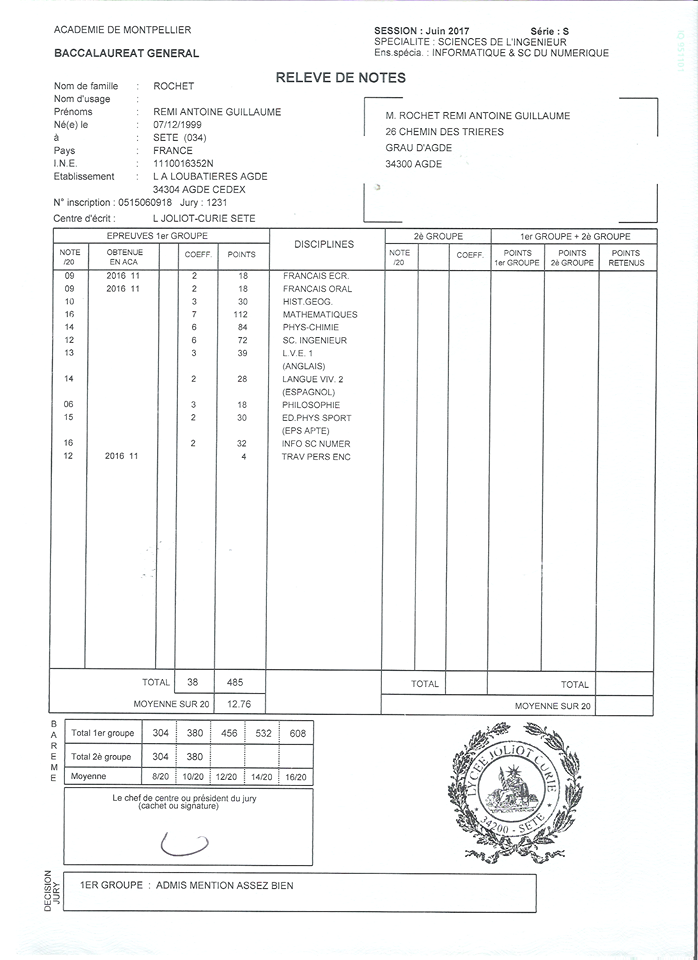 ACADEMIE DE MONTPELLIER
BACCALAUREAT GENERAL
SESSION : Juin 2017 Série : S
SPECIALITE : SCIENCES DE L'INGENIEUR
Ens.spécia. : INFORMATIQUE & SC DU NUMERIQUE
RELEVE DE NOTES
Nom de famille : ROCHET
Nom d'usage :
Prénoms : REMI ANTOINE GUILLAUME
Né(e) le : 07/12/1999
à : SETE (034)
Pays : FRANCE
I.N.E. : 1110016352N
Etablissement : L A LOUBATIERES AGDE
34304 AGDE CEDEX
N° inscription : 0515060918 Jury : 1231
Centre d'écrit : L JOLIOT-CURIE SETE
M. ROCHET REMI ANTOINE GUILLAUME
26 CHEMIN DES TRIERES
GRAU D'AGDE
34300 AGDE
EPREUVES 1er GROUPE DISCIPLINES 2è GROUPE 1er GROUPE + 2è GROUPE
NOTE /20 OBTENUE EN ACA COEFF. POINTS NOTE /20 COEFF. POINTS 1er GROUPE POINTS 2è GROUPE POINTS RETENUS
09 2016 11 2 18 FRANCAIS ECR.
09 2016 11 2 18 FRANCAIS ORAL
10 3 30 HIST.GEOG.
16 7 112 MATHEMATIQUES
14 6 84 PHYS-CHIMIE
12 6 72 SC. INGENIEUR
13 3 39 L.V.E. 1
(ANGLAIS)
14 2 28 LANGUE VIV. 2
(ESPAGNOL)
06 3 18 PHILOSOPHIE
15 2 30 ED.PHYS SPORT
(EPS APTE)
16 2 32 INFO SC NUMER
12 2016 11 4 TRAV PERS ENC
TOTAL 38 485 TOTAL TOTAL
MOYENNE SUR 20 12.76 MOYENNE SUR 20
BAREME
Total 1er groupe 304 380 456 532 608
Total 2è groupe 304 380
Moyenne 8/20 10/20 12/20 14/20 16/20
Le chef de centre ou président du jury
(cachet ou signature)
LYCEE JOLIOT CURIE
* 34200 - SETE *
DECISION JURY
1ER GROUPE : ADMIS MENTION ASSEZ BIEN